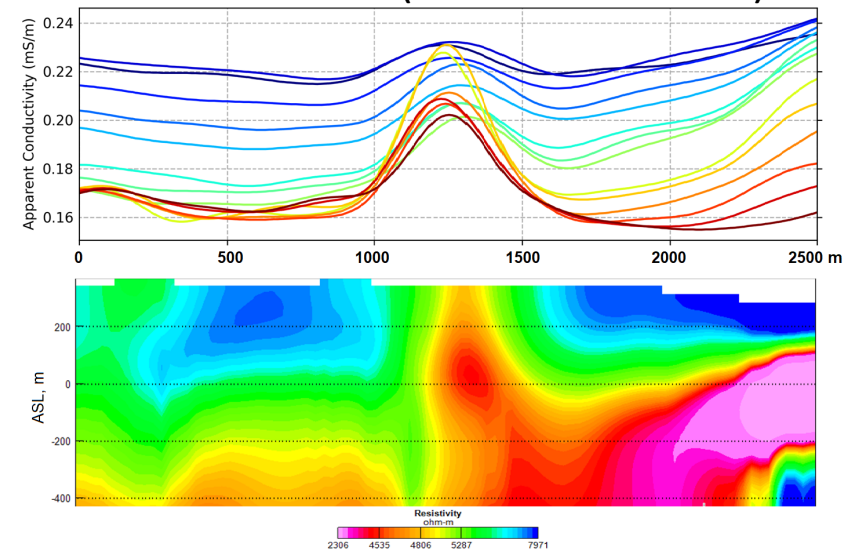 0.24
0.22
0.20
0.18
0.16
Apparent Conductivity (mS/m)
0 500 1000 1500 2000 2500 m
200
0
-200
-400
ASL, m
Resistivity
ohm-m
2306 4535 4806 5287 7971